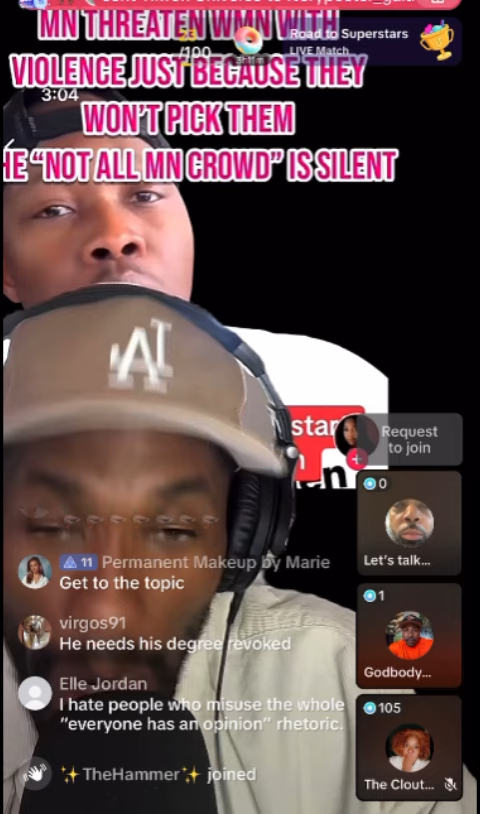 MN THREATEN WMN WITH
VIOLENCE JUST BECAUSE THEY
WON'T PICK THEM
HE "NOT ALL MN CROWD" IS SILENT
/100
Road to Superstars
LIVE Match
3:04
star
n
Request
to join
0
Let's talk...
11 Permanent Makeup by Marie
Get to the topic
1
Godbody...
virgos91
He needs his degree revoked
Elle Jordan
I hate people who misuse the whole
"everyone has an opinion" rhetoric.
105
The Clout...
✨TheHammer✨ joined